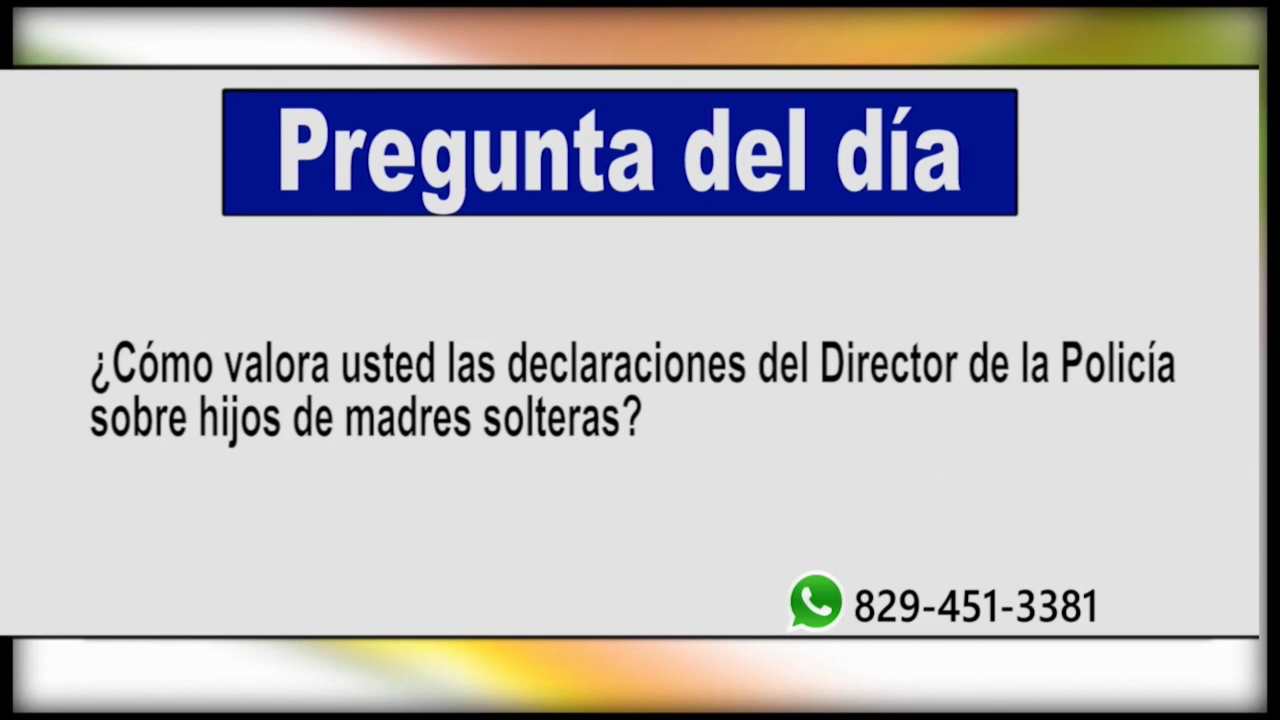 Pregunta del día
¿Cómo valora usted las declaraciones del Director de la Policía
sobre hijos de madres solteras?
829-451-3381